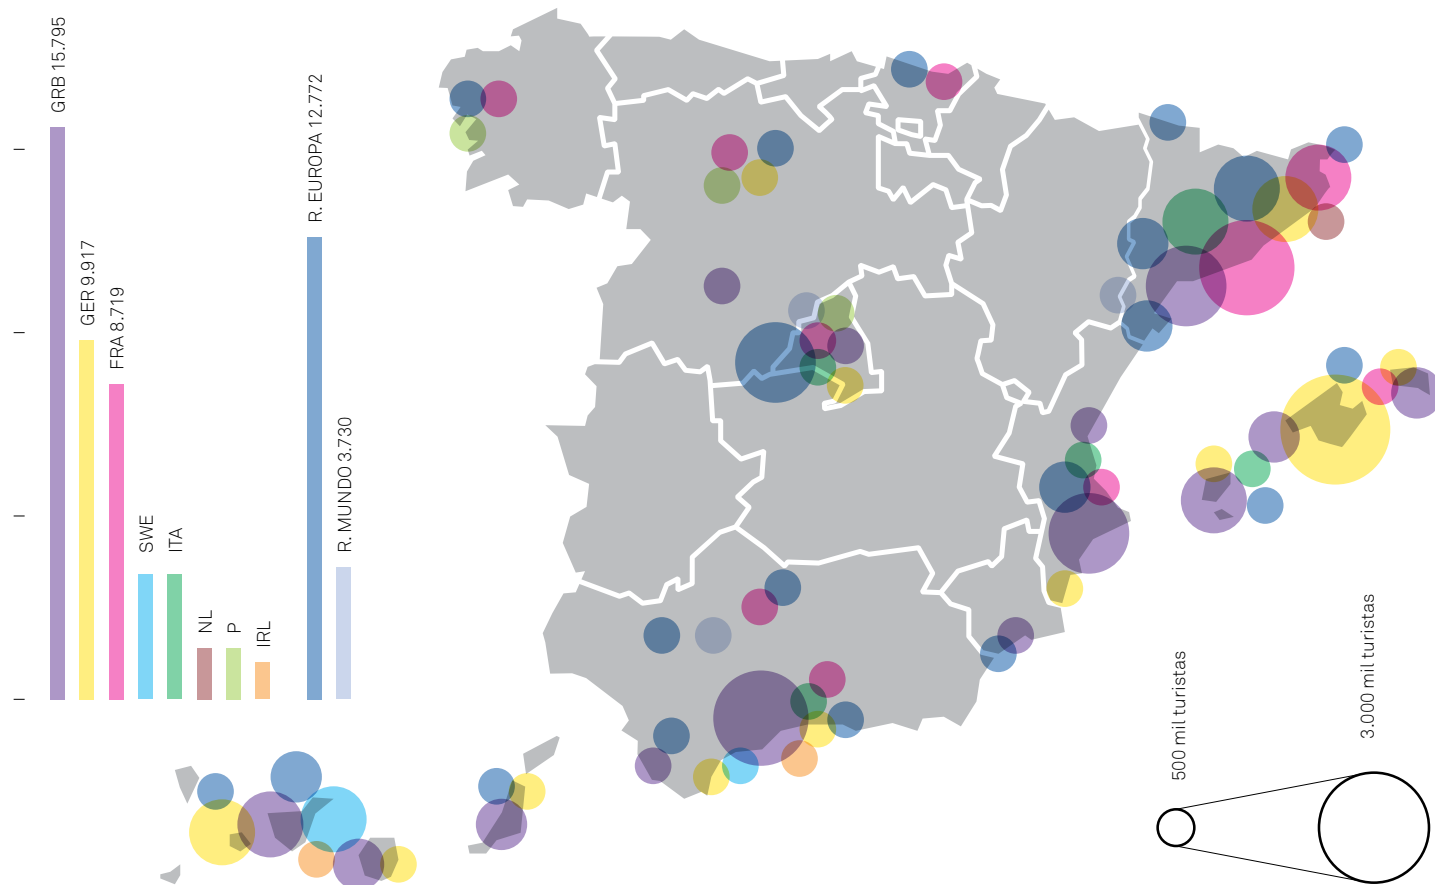 GRB 15.795
GER 9.917
FRA 8.719
SWE
ITA
NL
P
IRL
R. EUROPA 12.772
R. MUNDO 3.730
500 mil turistas
3.000 mil turistas